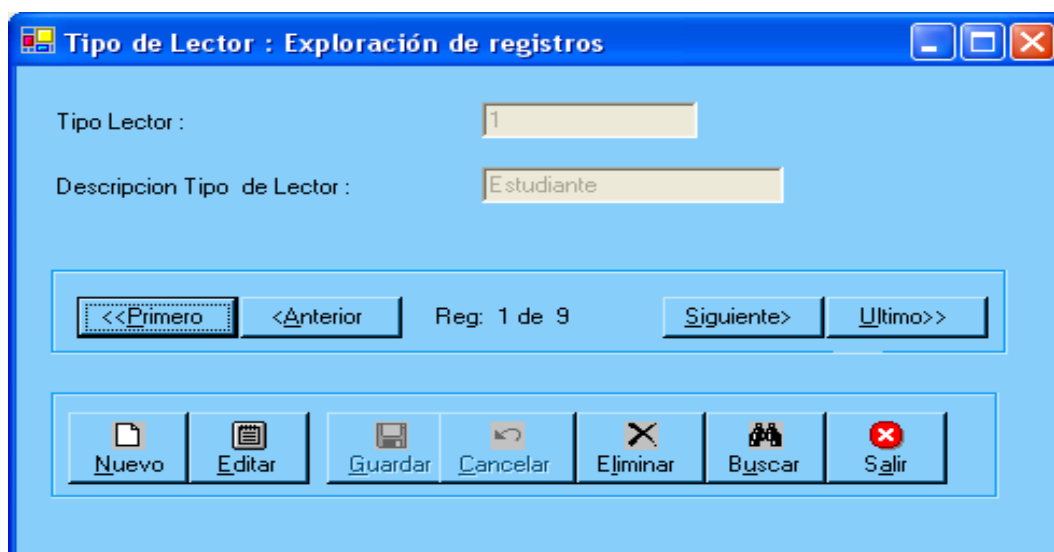 Tipo de Lector : Exploración de registros
Tipo Lector : 1
Descripcion Tipo de Lector : Estudiante
<<Primero <Anterior Reg: 1 de 9 Siguiente> Ultimo>>
Nuevo Editar Guardar Cancelar Eliminar Buscar Salir